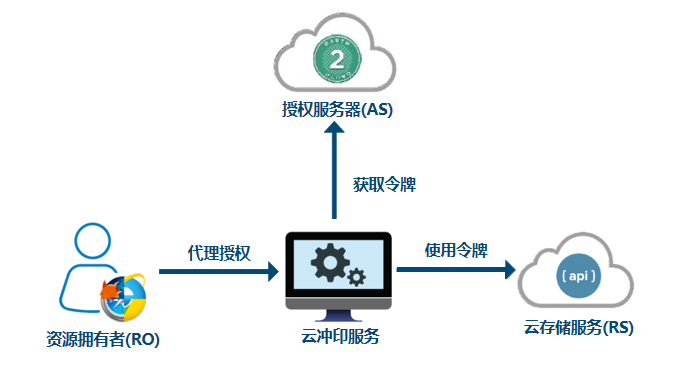 2
授权服务器(AS)
获取令牌
代理授权
使用令牌
{ api }
资源拥有者(RO)
云冲印服务
云存储服务(RS)